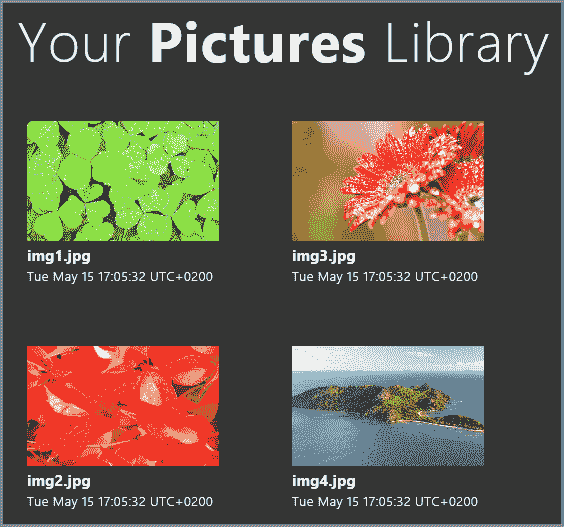 Your Pictures Library
img1.jpg
Tue May 15 17:05:32 UTC+0200
img3.jpg
Tue May 15 17:05:32 UTC+0200
img2.jpg
Tue May 15 17:05:32 UTC+0200
img4.jpg
Tue May 15 17:05:32 UTC+0200